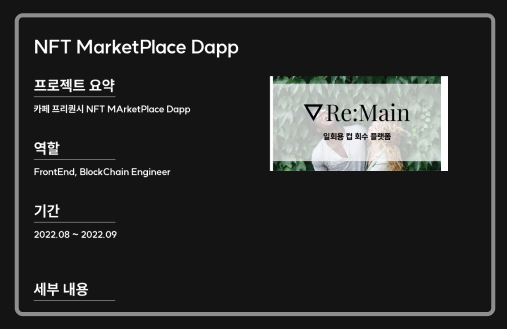 NFT MarketPlace Dapp
프로젝트 요약
카페 프리퀀시 NFT MArketPlace Dapp
역할
FrontEnd, BlockChain Engineer
기간
2022.08 ~ 2022.09
세부 내용
Re:Main
일회용 컵 회수 플랫폼